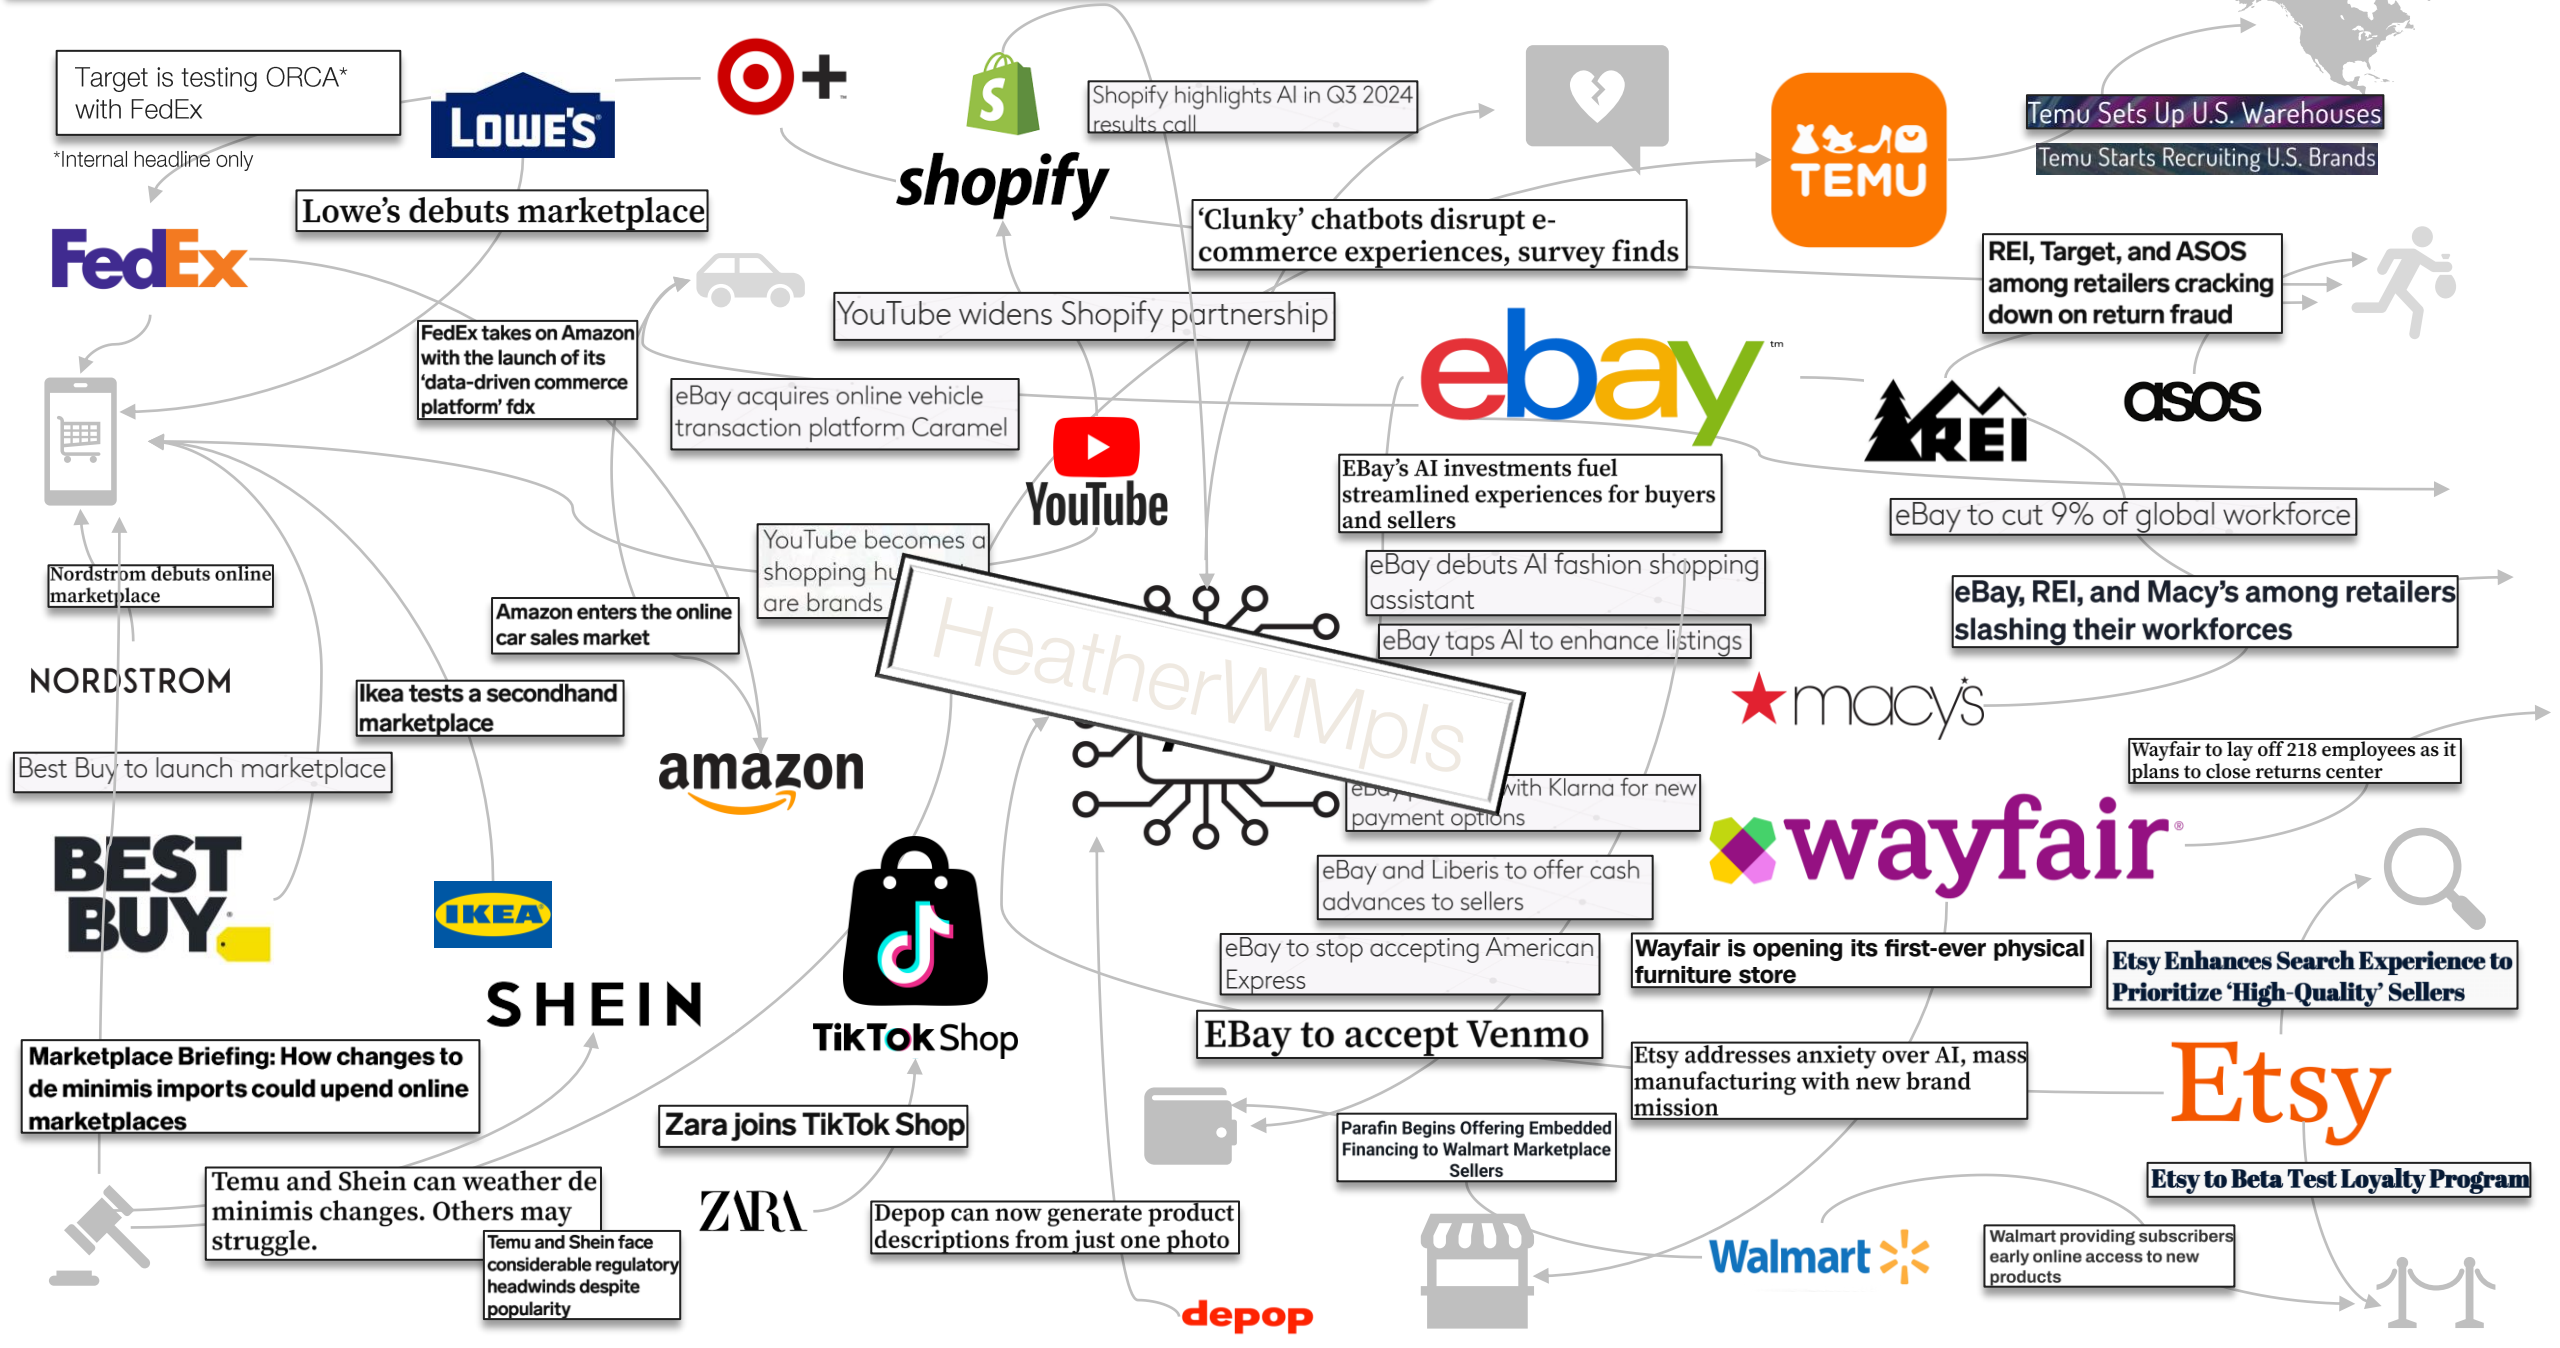 Target is testing ORCA*
with FedEx
*Internal headline only
LOWE'S
+
shopify
Shopify highlights AI in Q3 2024
results call
TEMU
Temu Sets Up U.S. Warehouses
Temu Starts Recruiting U.S. Brands
Lowe's debuts marketplace
FedEx
'Clunky' chatbots disrupt e-
commerce experiences, survey finds
REI, Target, and ASOS
among retailers cracking
down on return fraud
YouTube widens Shopify partnership
FedEx takes on Amazon
with the launch of its
'data-driven commerce
platform' fdx
ebay™
eBay acquires online vehicle
transaction platform Caramel
REI
asos
YouTube
EBay's AI investments fuel
streamlined experiences for buyers
and sellers
eBay to cut 9% of global workforce
YouTube becomes a
shopping
are brands
eBay debuts AI fashion shopping
assistant
eBay taps AI to enhance listings
Nordstrom debuts online
marketplace
eBay, REI, and Macy's among retailers
slashing their workforces
Amazon enters the online
car sales market
HeatherWMpls
NORDSTROM
Ikea tests a secondhand
marketplace
macy's
Best Buy to launch marketplace
amazon
Wayfair to lay off 218 employees as it
plans to close returns center
eBay with Klarna for new
payment options
wayfair®
BEST
BUY
IKEA
eBay and Liberis to offer cash
advances to sellers
eBay to stop accepting American
Express
Wayfair is opening its first-ever physical
furniture store
Etsy Enhances Search Experience to
Prioritize 'High-Quality' Sellers
SHEIN
TikTok Shop
EBay to accept Venmo
Marketplace Briefing: How changes to
de minimis imports could upend online
marketplaces
Etsy addresses anxiety over AI, mass
manufacturing with new brand
mission
Etsy
Zara joins TikTok Shop
Parafin Begins Offering Embedded
Financing to Walmart Marketplace
Sellers
Etsy to Beta Test Loyalty Program
Temu and Shein can weather de
minimis changes. Others may
struggle.
ZARA
Depop can now generate product
descriptions from just one photo
Temu and Shein face
considerable regulatory
headwinds despite
popularity
Walmart
Walmart providing subscribers
early online access to new
products
depop